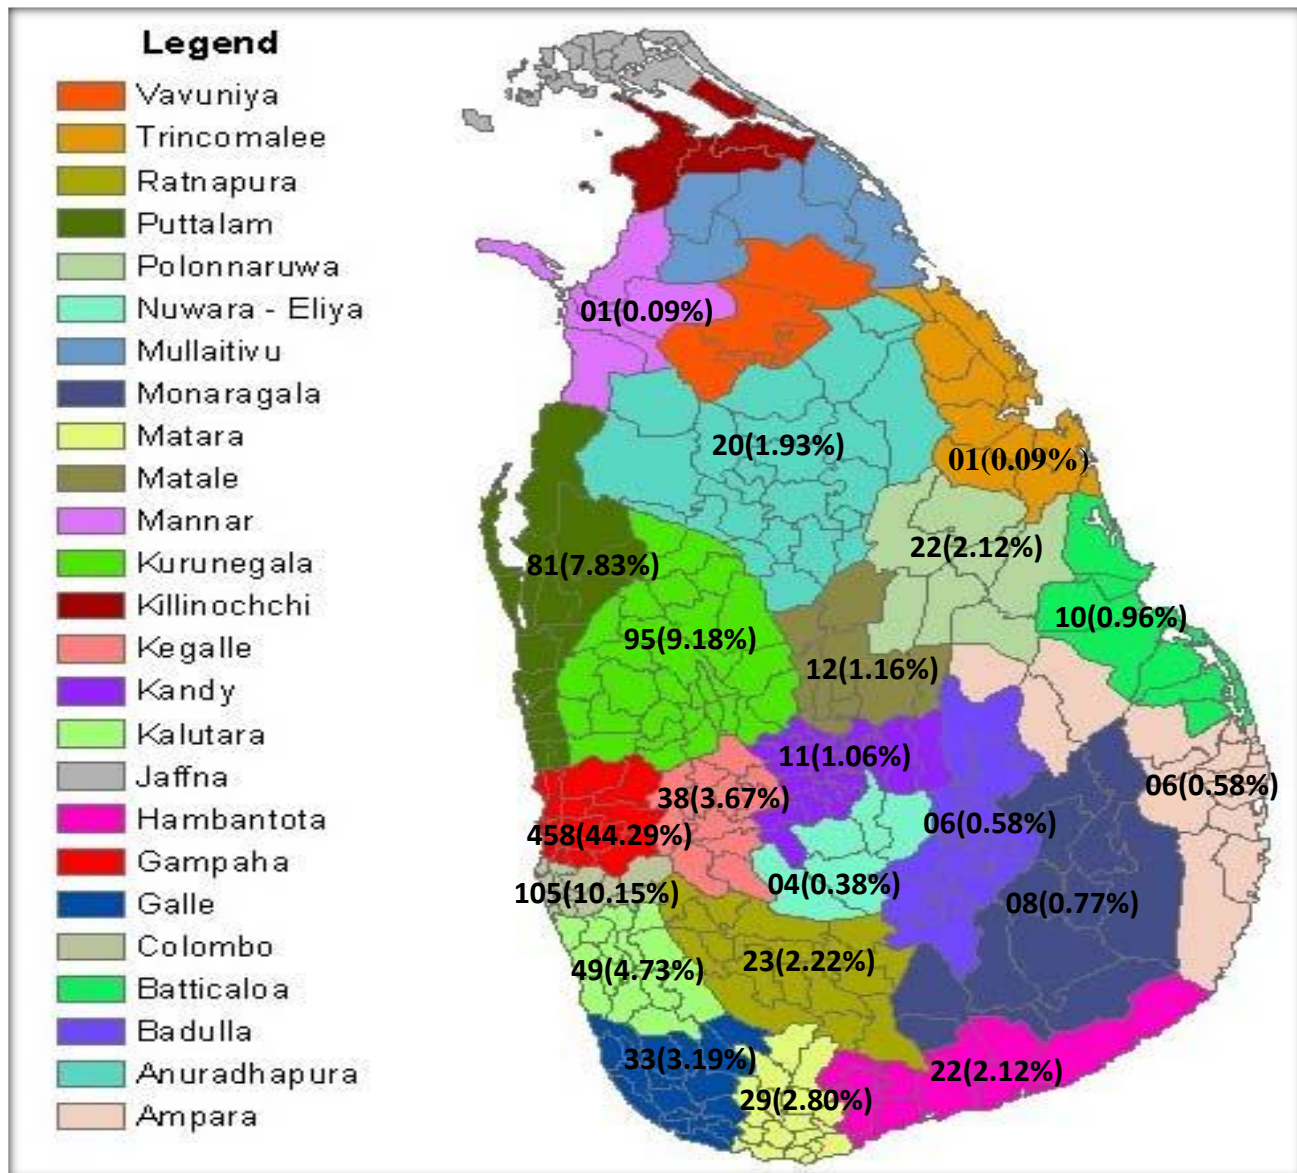 Legend
Vavuniya
Trincomalee
Ratnapura
Puttalam
Polonnaruwa
Nuwara - Eliya
Mullaitivu
Monaragala
Matara
Matale
Mannar
Kurunegala
Killinochchi
Kegalle
Kandy
Kalutara
Jaffna
Hambantota
Gampaha
Galle
Colombo
Batticaloa
Badulla
Anuradhapura
Ampara
01(0.09%)
20(1.93%)
01(0.09%)
22(2.12%)
81(7.83%)
10(0.96%)
95(9.18%)
12(1.16%)
11(1.06%)
06(0.58%)
38(3.67%)
06(0.58%)
458(44.29%)
04(0.38%)
105(10.15%)
08(0.77%)
23(2.22%)
49(4.73%)
33(3.19%)
22(2.12%)
29(2.80%)